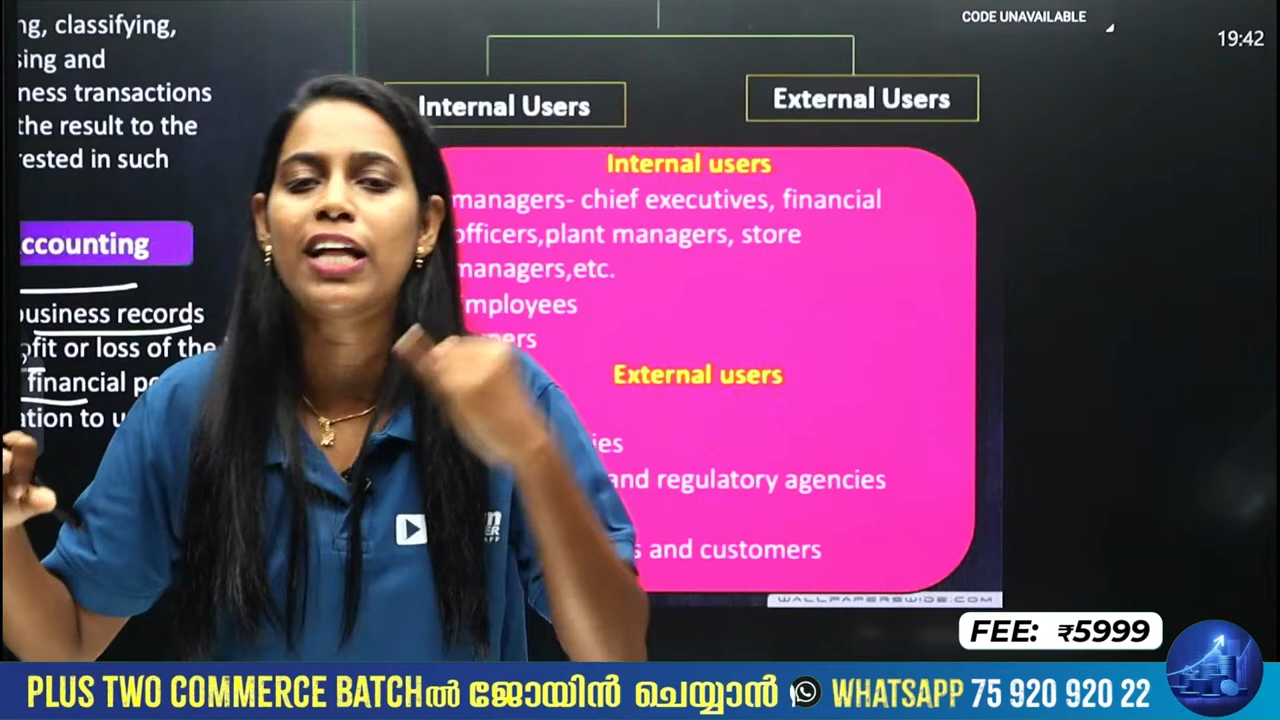 ng, classifying,
sing and
ness transactions
the result to the
rested in such
ccounting
business records
ofit or loss of the
financial
ation to
CODE UNAVAILABLE
19:42
Internal Users
External Users
Internal users
managers- chief executives, financial
officers,plant managers, store
managers,etc.
employees
External users
ies
and regulatory agencies
s and customers
WALLPAPERSWIDE.COM
FEE: ₹5999
PLUS TWO COMMERCE BATCHൽ ജോയിൻ ചെയ്യാൻ WHATSAPP 75 920 920 22